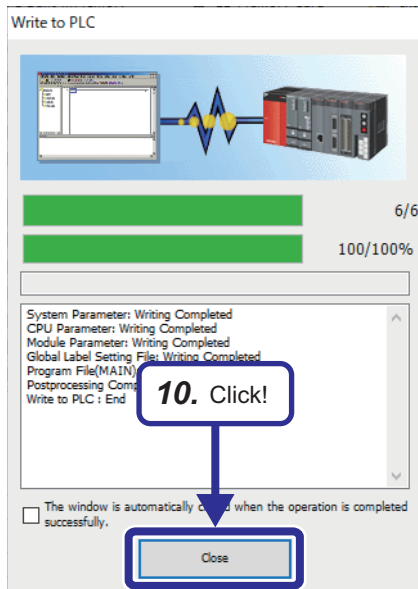 Write to PLC
6/6
100/100%
System Parameter: Writing Completed
CPU Parameter: Writing Completed
Module Parameter: Writing Completed
Global Label Setting File: Writing Completed
Program File(MAIN)
Postprocessing Comp
Write to PLC : End
10. Click!
The window is automatically c d when the operation is completed
successfully.
Close